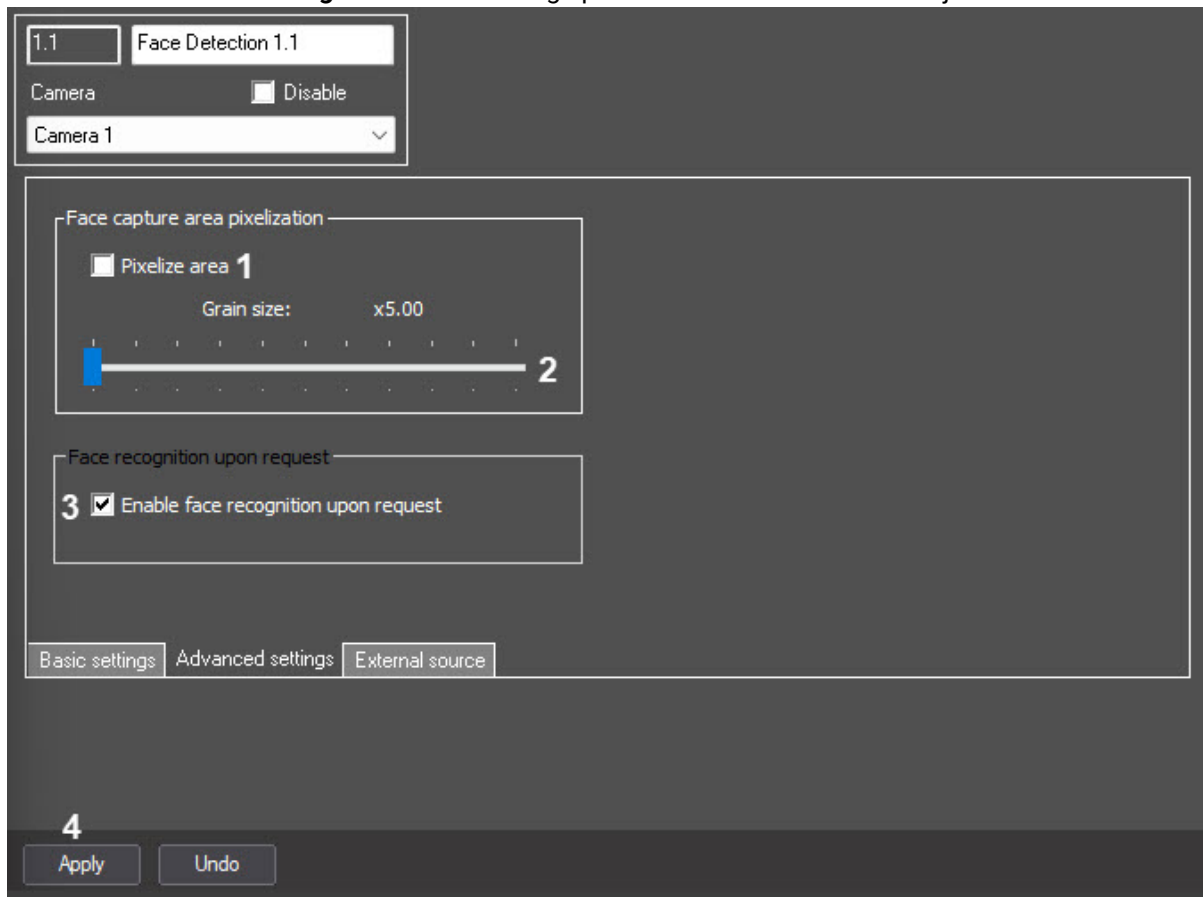 1.1 Face Detection 1.1
Camera Disable
Camera 1
Face capture area pixelization
Pixelize area 1
Grain size: x5.00
2
Face recognition upon request
3 Enable face recognition upon request
Basic settings Advanced settings External source
4
Apply Undo